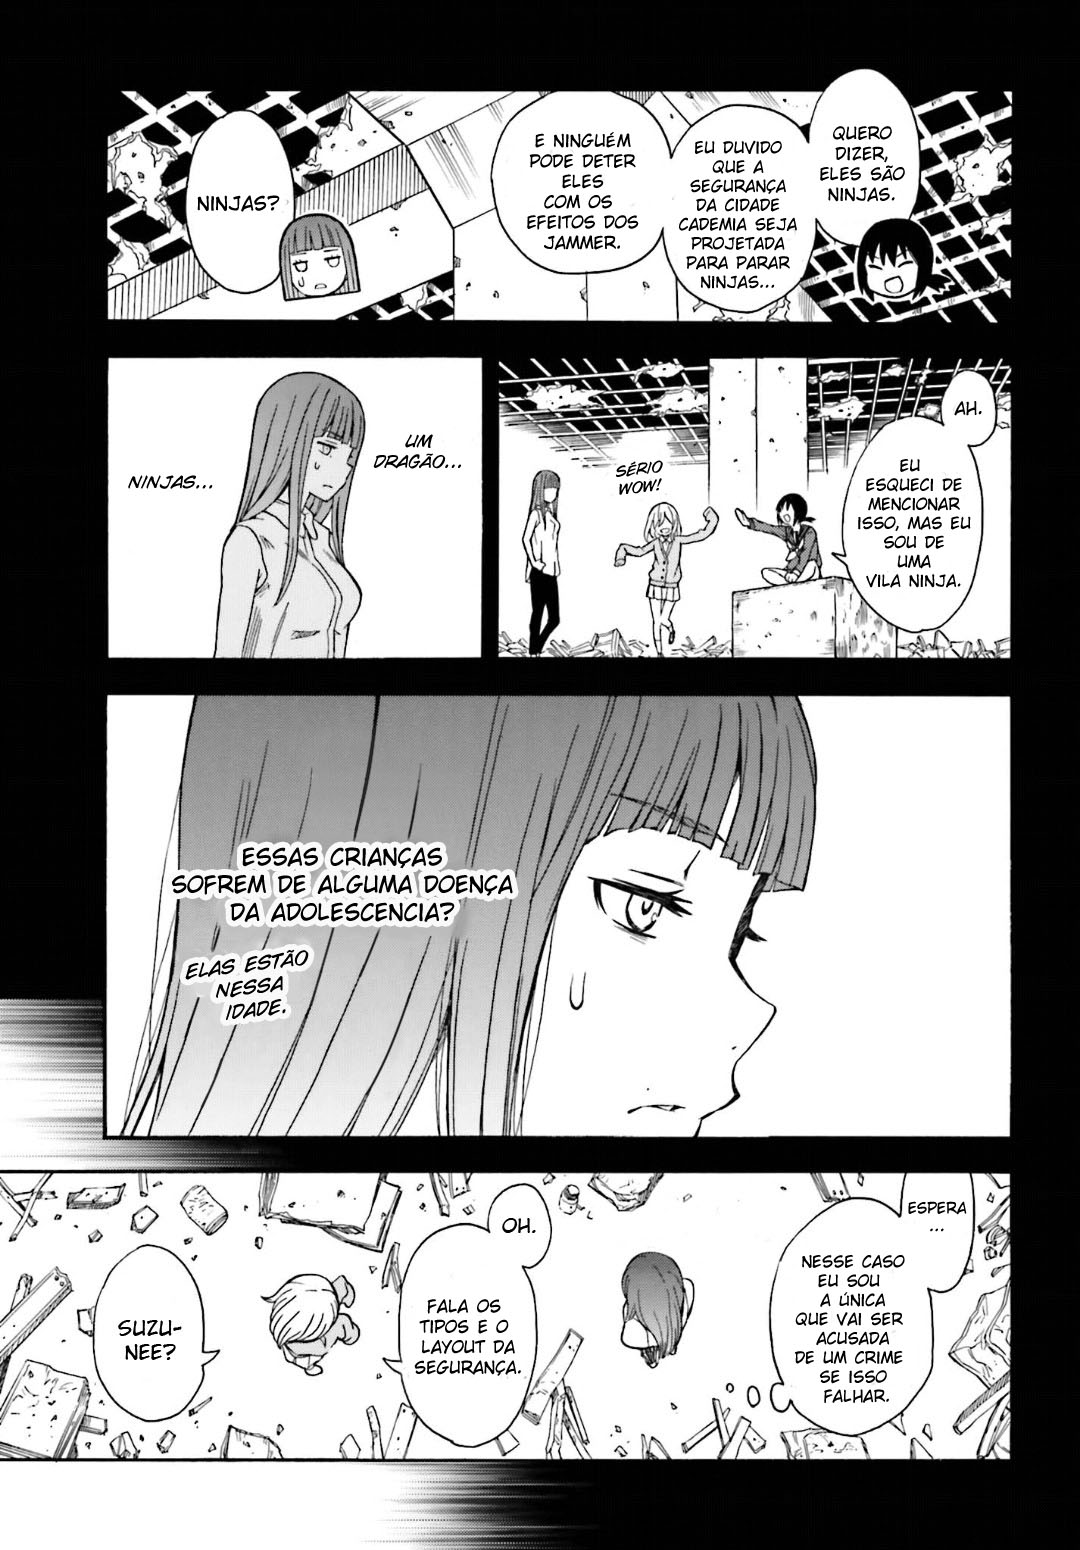 QUERO
DIZER,
ELES SÃO
NINJAS.
EU DUVIDO
QUE A
SEGURANÇA
DA CIDADE
CADEMIA SEJA
PROJETADA
PARA PARAR
NINJAS...
E NINGUÉM
PODE DETER
ELES
COM OS
EFEITOS DOS
JAMMER.
NINJAS?
AH.
EU
ESQUECI DE
MENCIONAR
ISSO, MAS EU
SOU DE
UMA
VILA NINJA.
SÉRIO
WOW!
UM
DRAGÃO...
NINJAS...
ESSAS CRIANÇAS
SOFREM DE ALGUMA DOENÇA
DA ADOLESCENCIA?
ELAS ESTÃO
NESSA
IDADE.
ESPERA
...
NESSE CASO
EU SOU
A ÚNICA
QUE VAI SER
ACUSADA
DE UM CRIME
SE ISSO
FALHAR.
OH.
FALA OS
TIPOS E O
LAYOUT DA
SEGURANÇA.
SUZU-
NEE?